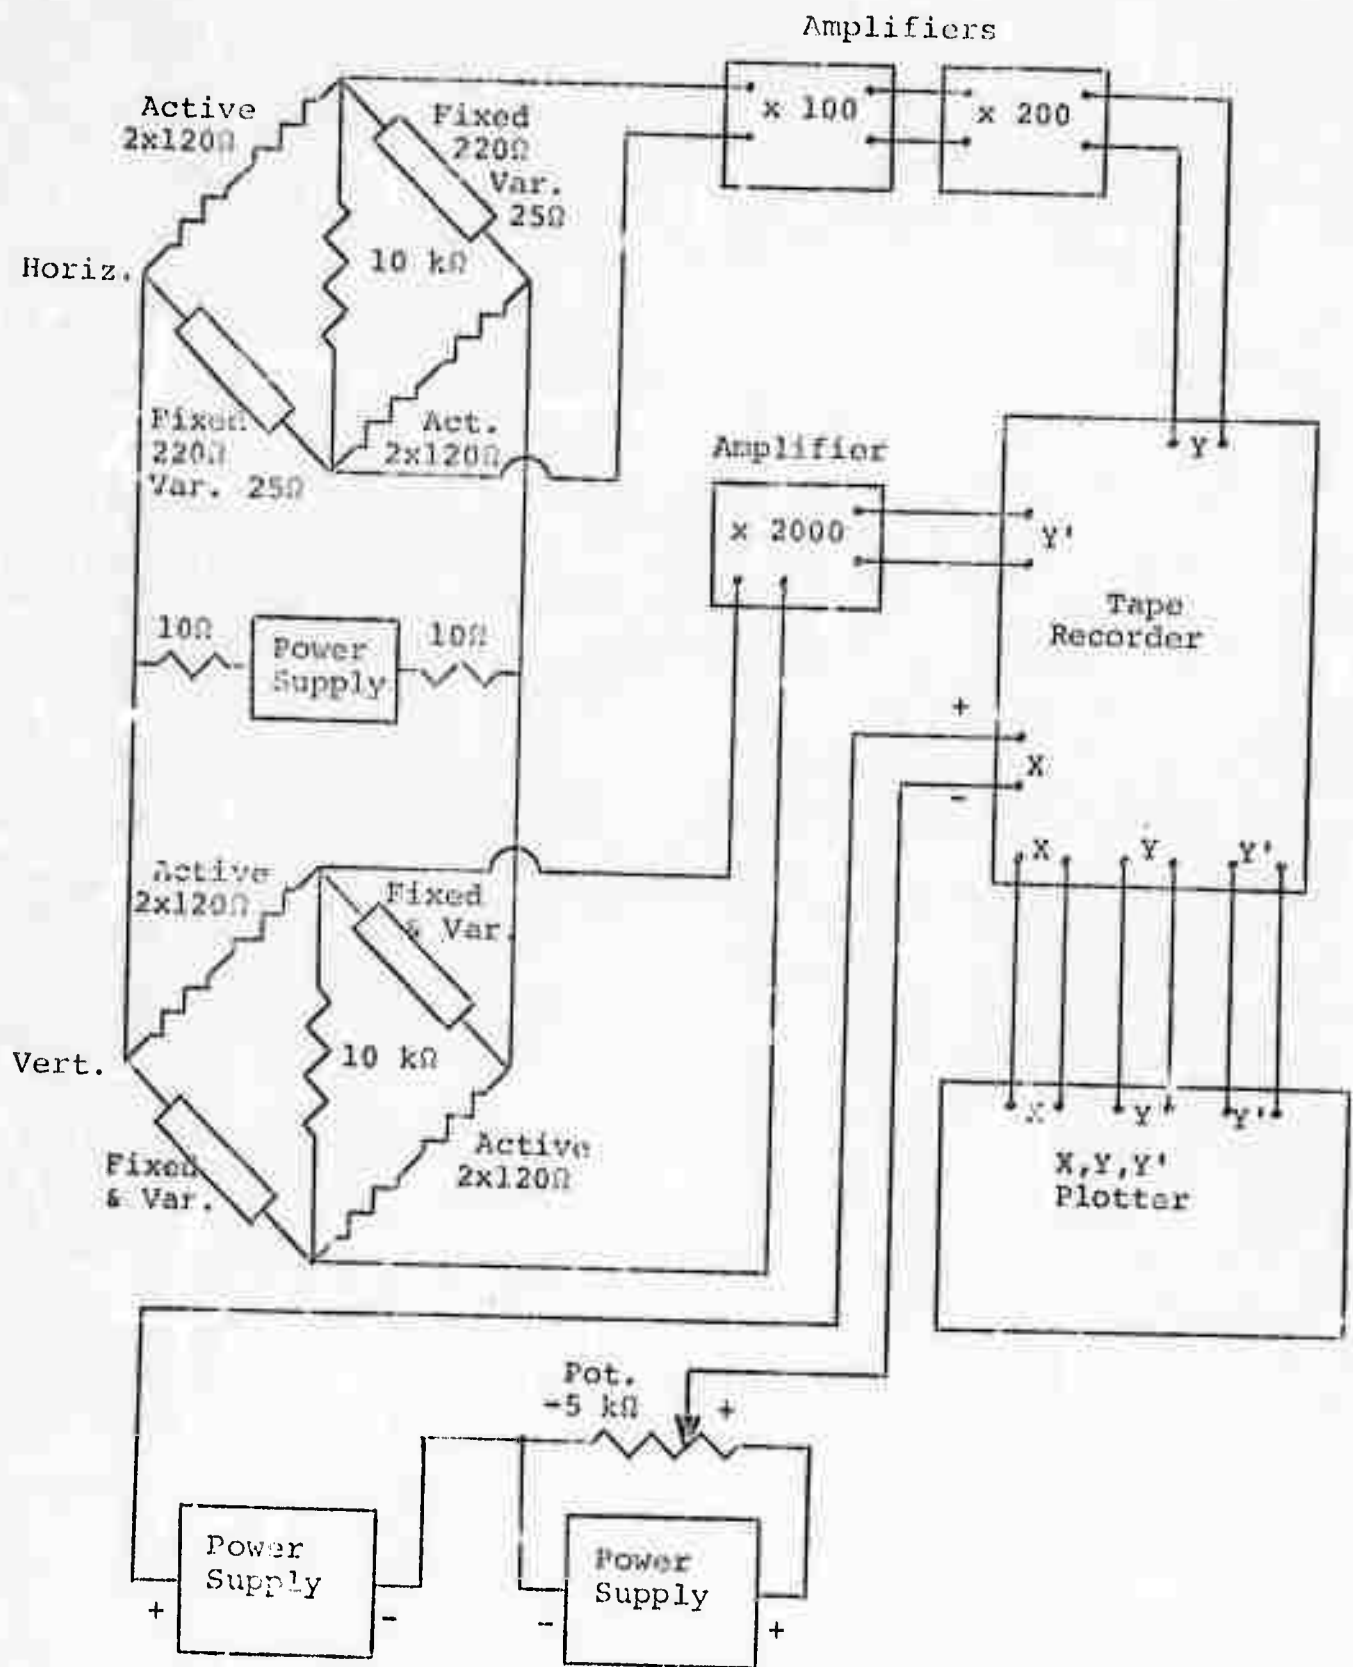 Amplifiers
Active
2x120Ω
Fixed
220Ω
Var.
25Ω
x 100
x 200
Horiz.
10 kΩ
Fixed
220Ω
Var. 25Ω
Act.
2x120Ω
Amplifier
x 2000
Y
Y'
Tape
Recorder
10Ω
Power
Supply
10Ω
+
X
-
X
Y
Y'
Active
2x120Ω
Fixed
& Var.
Vert.
10 kΩ
Fixed
& Var.
Active
2x120Ω
X
Y
Y'
X,Y,Y'
Plotter
Pot.
-5 kΩ
+
Power
Supply
+
-
Power
Supply
-
+